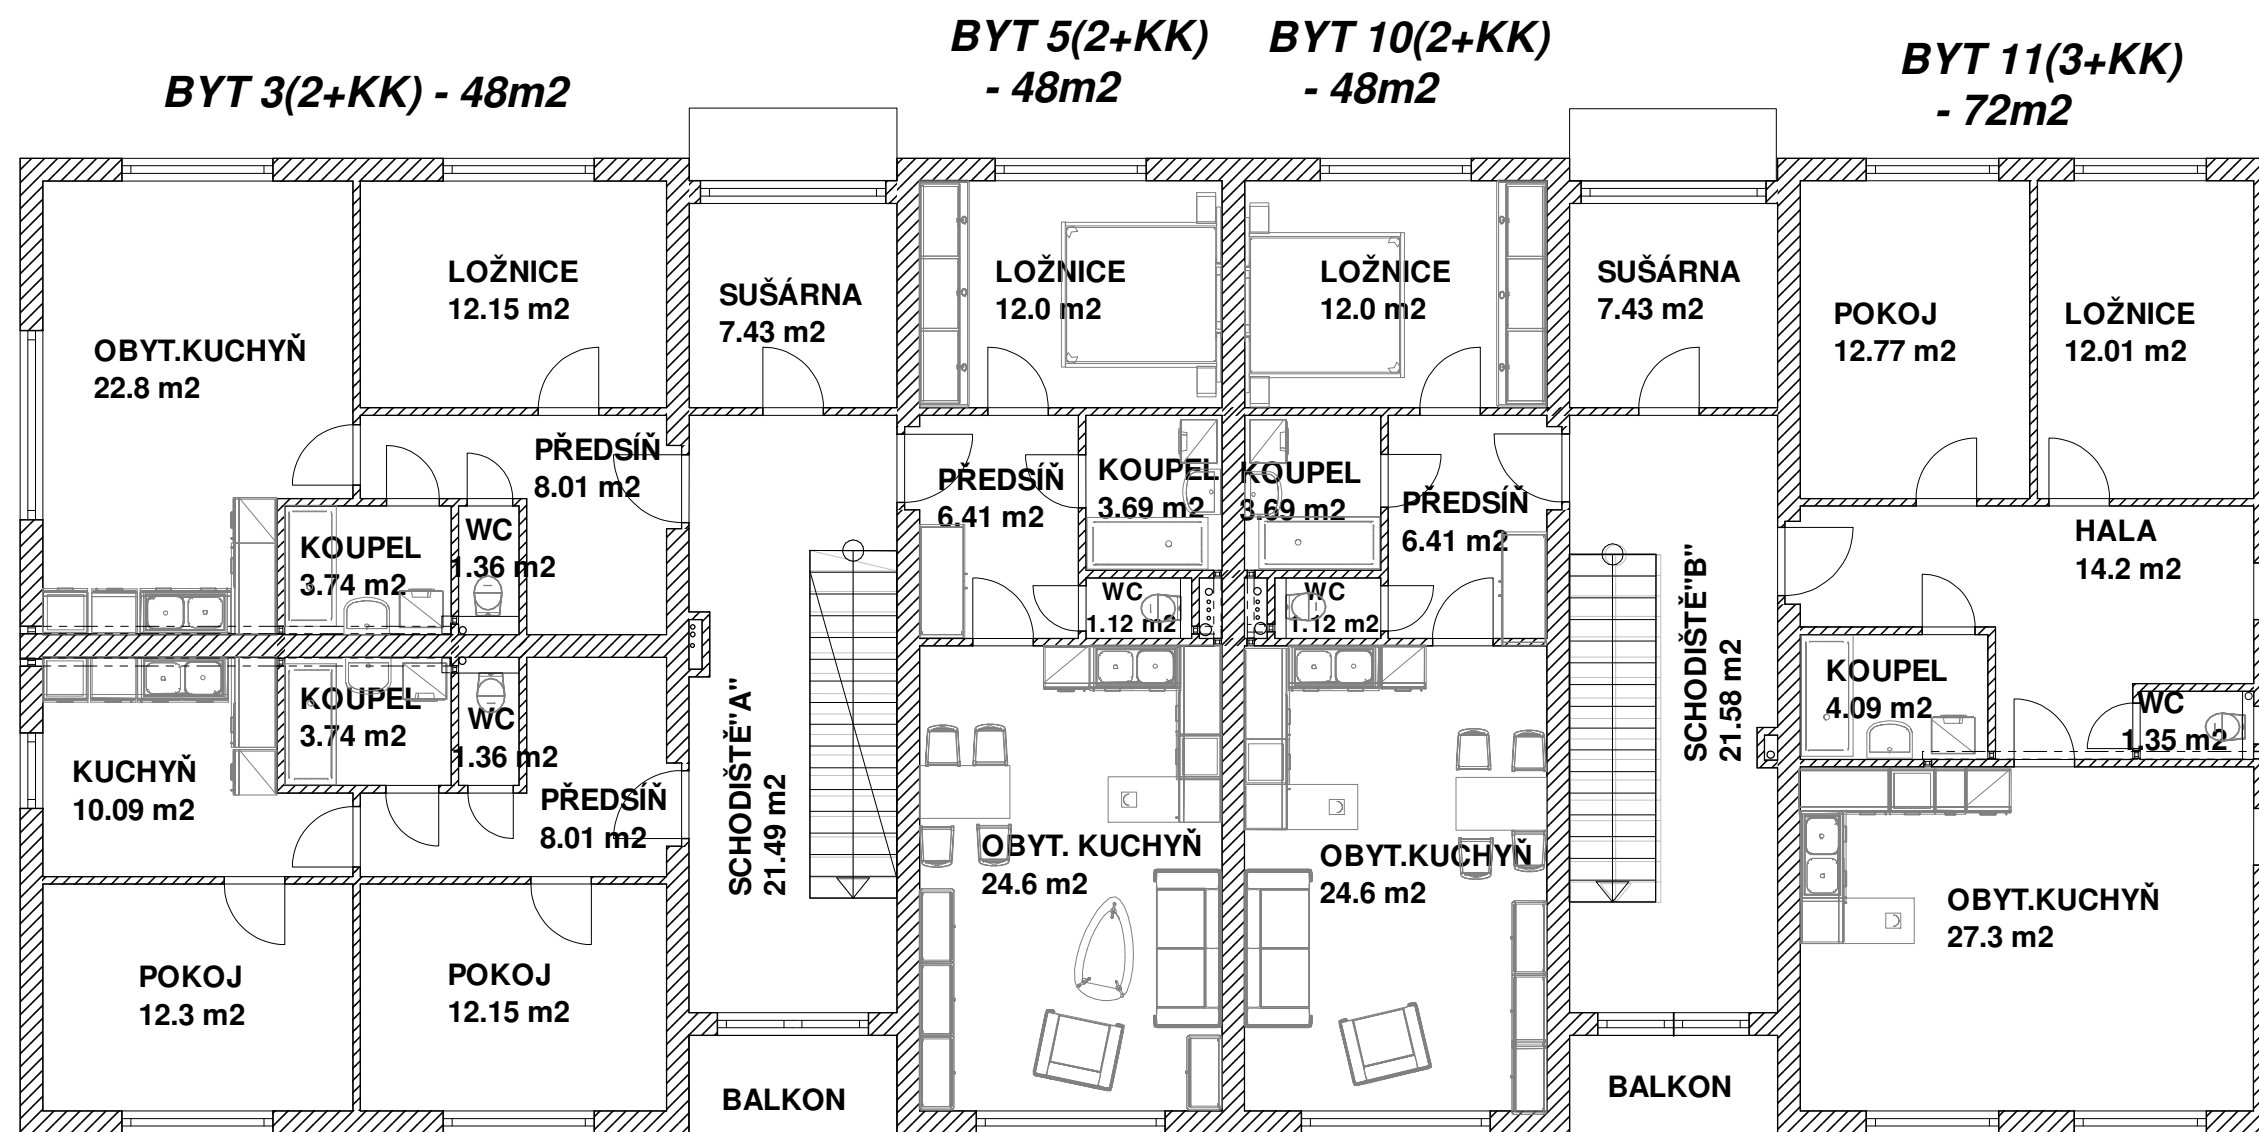 BYT 3(2+KK) - 48m2
BYT 5(2+KK)
- 48m2
BYT 10(2+KK)
- 48m2
BYT 11(3+KK)
- 72m2
OBYT.KUCHYŇ
22.8 m2
LOŽNICE
12.15 m2
SUŠÁRNA
7.43 m2
LOŽNICE
12.0 m2
LOŽNICE
12.0 m2
SUŠÁRNA
7.43 m2
POKOJ
12.77 m2
LOŽNICE
12.01 m2
PŘEDSÍŇ
8.01 m2
KOUPEL
3.74 m2
WC
1.36 m2
PŘEDSÍŇ
6.41 m2
KOUPEL
3.69 m2
KOUPEL
3.69 m2
PŘEDSÍŇ
6.41 m2
WC
1.12 m2
WC
1.12 m2
HALA
14.2 m2
KOUPEL
3.74 m2
WC
1.36 m2
KUCHYŇ
10.09 m2
PŘEDSÍŇ
8.01 m2
SCHODIŠTĚ"A"
21.49 m2
SCHODIŠTĚ"B"
21.58 m2
KOUPEL
4.09 m2
WC
1.35 m2
OBYT. KUCHYŇ
24.6 m2
OBYT.KUCHYŇ
24.6 m2
OBYT.KUCHYŇ
27.3 m2
POKOJ
12.3 m2
POKOJ
12.15 m2
BALKON
BALKON